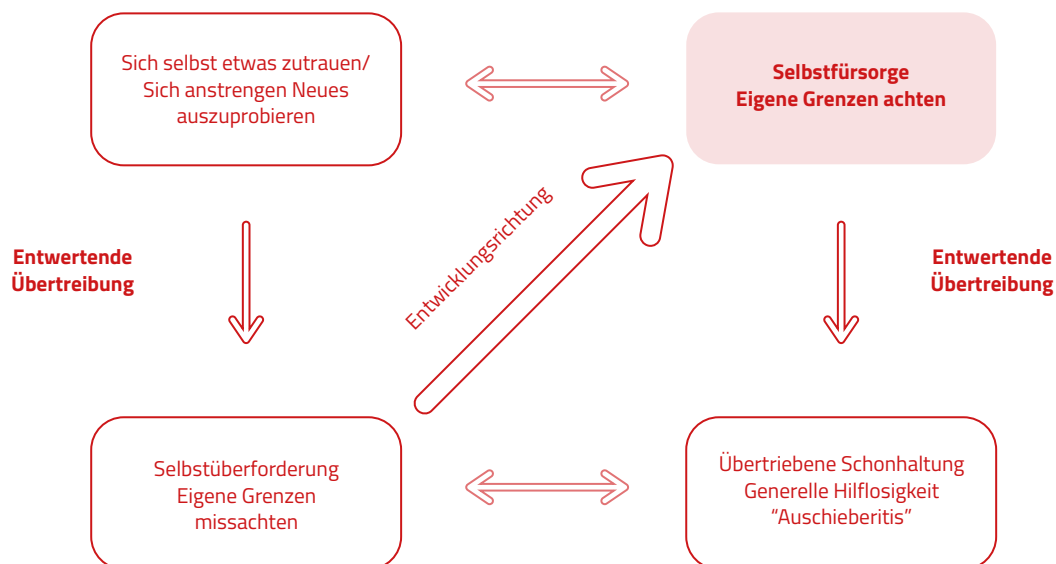 Sich selbst etwas zutrauen/
Sich anstrengen Neues
auszuprobieren
Selbstfürsorge
Eigene Grenzen achten
Entwertende
Übertreibung
Entwicklungsrichtung
Entwertende
Übertreibung
Selbstüberforderung
Eigene Grenzen
missachten
Übertriebene Schonhaltung
Generelle Hilflosigkeit
“Auschieberitis”